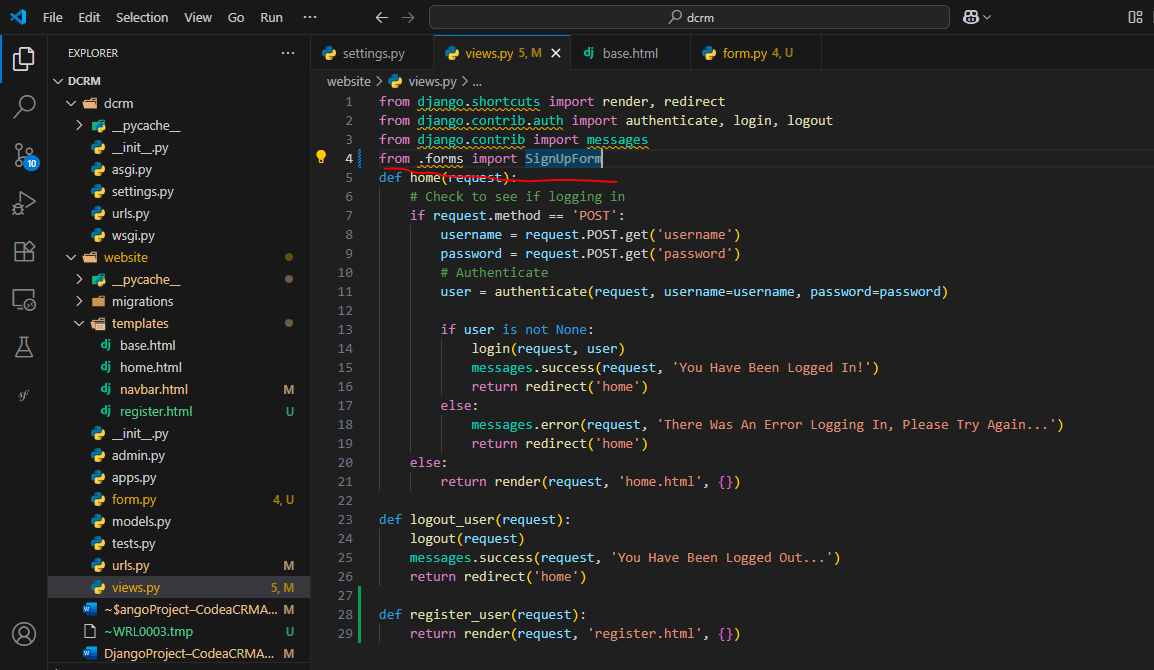 File Edit Selection View Go Run ··· ← → dcrm
EXPLORER ···
settings.py views.py 5, M × dj base.html form.py 4, U
website > views.py > ...
DCRM
dcrm
__pycache__
__init__.py
asgi.py
settings.py
urls.py
wsgi.py
website
__pycache__
migrations
templates
dj base.html
dj home.html
dj navbar.html M
dj register.html U
__init__.py
admin.py
apps.py
form.py 4, U
models.py
tests.py
urls.py M
views.py 5, M
~$angoProject–CodeaCRMA... M
~WRL0003.tmp U
DjangoProject–CodeaCRMA... M
10
1 from django.shortcuts import render, redirect
2 from django.contrib.auth import authenticate, login, logout
3 from django.contrib import messages
4 from .forms import SignUpForm
5 def home(request):
6 # Check to see if logging in
7 if request.method == 'POST':
8 username = request.POST.get('username')
9 password = request.POST.get('password')
10 # Authenticate
11 user = authenticate(request, username=username, password=password)
12
13 if user is not None:
14 login(request, user)
15 messages.success(request, 'You Have Been Logged In!')
16 return redirect('home')
17 else:
18 messages.error(request, 'There Was An Error Logging In, Please Try Again...')
19 return redirect('home')
20 else:
21 return render(request, 'home.html', {})
22
23 def logout_user(request):
24 logout(request)
25 messages.success(request, 'You Have Been Logged Out...')
26 return redirect('home')
27
28 def register_user(request):
29 return render(request, 'register.html', {})